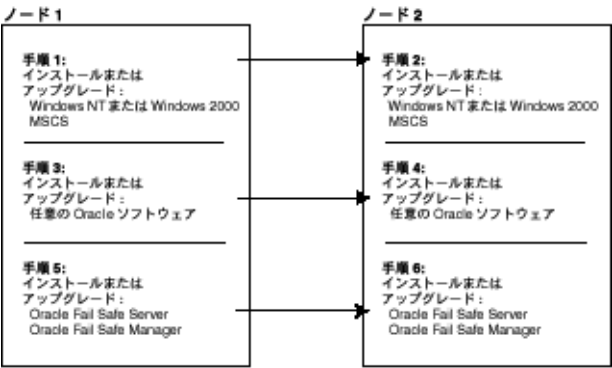 ノード 1
手順 1:
インストールまたは
アップグレード :
Windows NT または Windows 2000
MSCS
手順 3:
インストールまたは
アップグレード :
任意の Oracle ソフトウェア
手順 5:
インストールまたは
アップグレード :
Oracle Fail Safe Server
Oracle Fail Safe Manager
ノード 2
手順 2:
インストールまたは
アップグレード :
Windows NT または Windows 2000
MSCS
手順 4:
インストールまたは
アップグレード :
任意の Oracle ソフトウェア
手順 6:
インストールまたは
アップグレード :
Oracle Fail Safe Server
Oracle Fail Safe Manager